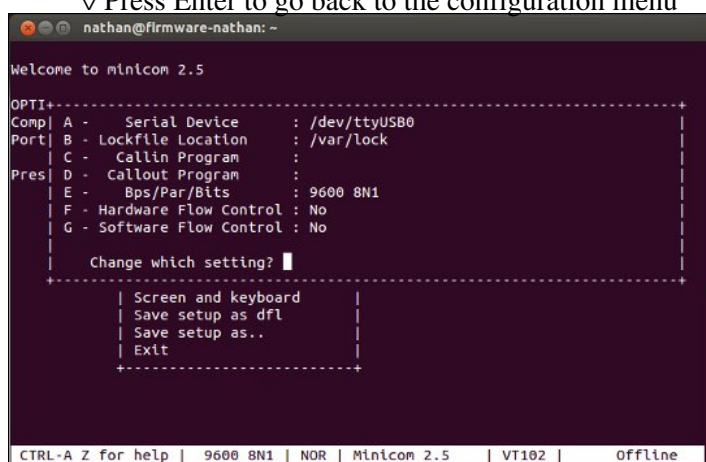 √ Press Enter to go back to the configuration menu
nathan@firmware-nathan: ~
Welcome to minicom 2.5
OPTI+-----------------------------------------------------------------------+
Comp| A -    Serial Device      : /dev/ttyUSB0                              |
Port| B - Lockfile Location     : /var/lock                                 |
| C -   Callin Program      :                                           |
Pres| D -  Callout Program      :                                           |
| E -    Bps/Par/Bits       : 9600 8N1                                  |
| F - Hardware Flow Control : No                                        |
| G - Software Flow Control : No                                        |
|                                                                       |
|    Change which setting?                                              |
+-----------------------------------------------------------------------+
| Screen and keyboard      |
| Save setup as dfl        |
| Save setup as..          |
| Exit                     |
+--------------------------+
CTRL-A Z for help |  9600 8N1 | NOR | Minicom 2.5    | VT102 |      Offline